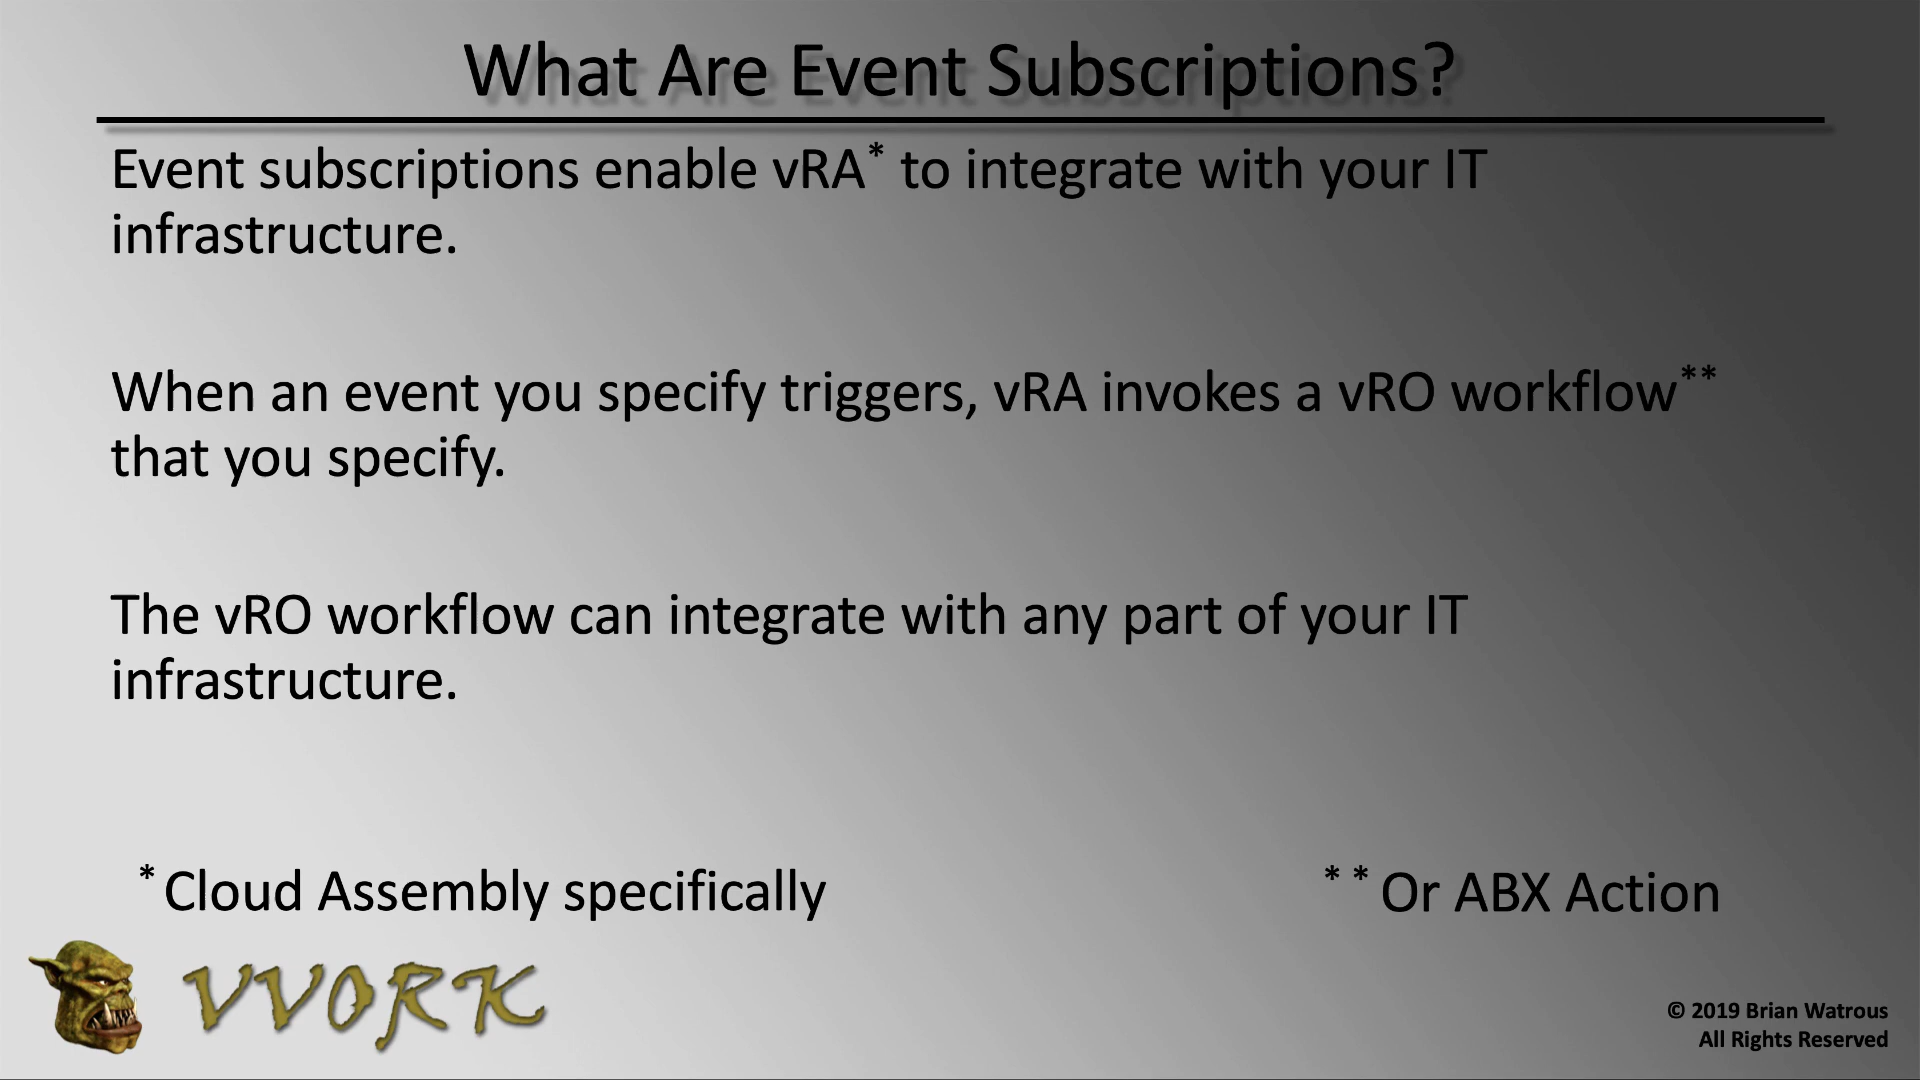 What Are Event Subscriptions?
Event subscriptions enable vRA* to integrate with your IT
infrastructure.
When an event you specify triggers, vRA invokes a vRO workflow**
that you specify.
The vRO workflow can integrate with any part of your IT
infrastructure.
* Cloud Assembly specifically
* * Or ABX Action
VVORK
© 2019 Brian Watrous
All Rights Reserved